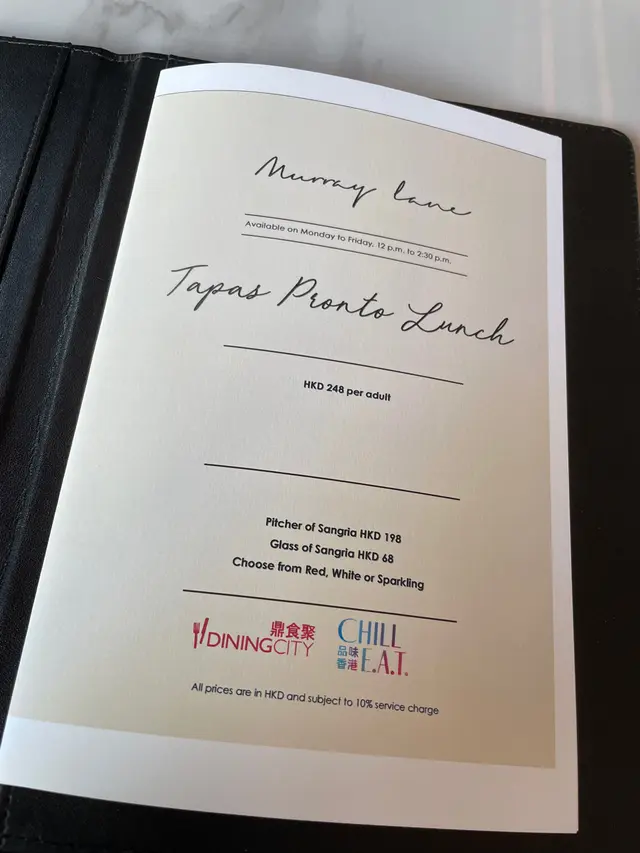 Murray Lane
Available on Monday to Friday, 12 p.m. to 2:30 p.m.
Tapas Pronto Lunch
HKD 248 per adult
Pitcher of Sangria HKD 198
Glass of Sangria HKD 68
Choose from Red, White or Sparkling
鼎食聚
DININGCITY
CHILL
品味
香港 E.A.T.
All prices are in HKD and subject to 10% service charge